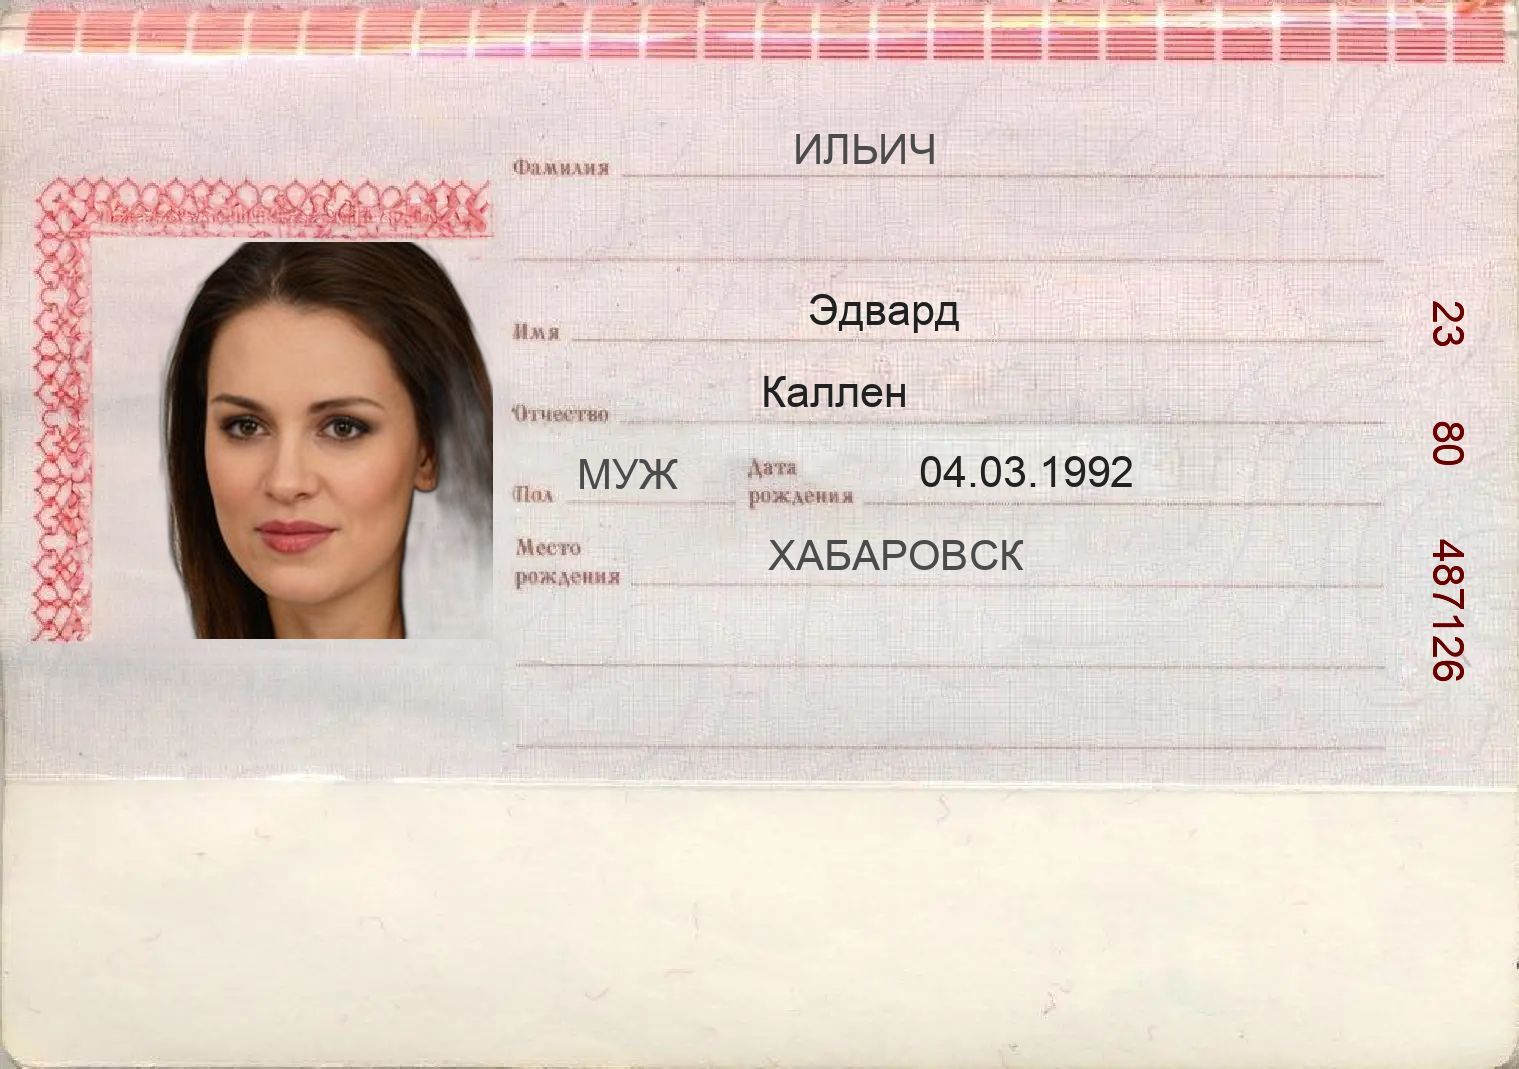 Фамилия ИЛЬИЧ
Имя Эдвард
Отчество Каллен
Пол МУЖ Дата рождения 04.03.1992
Место рождения ХАБАРОВСК
23 80 487126